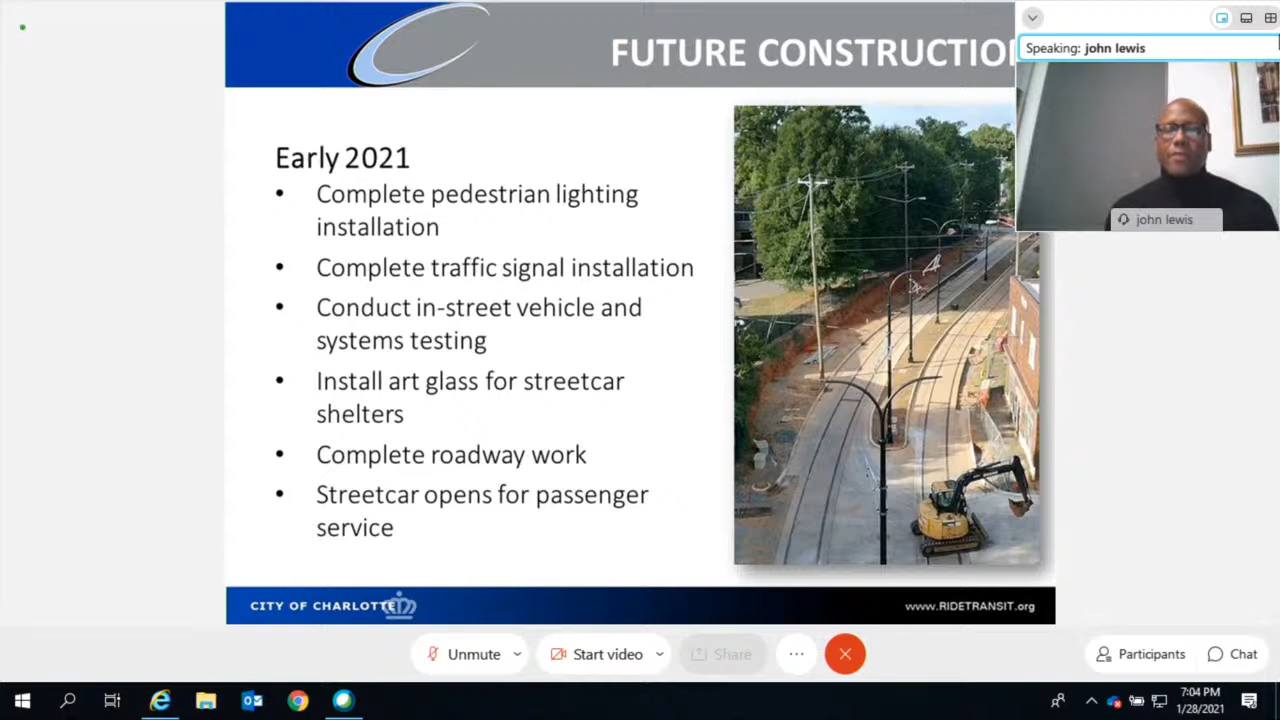 FUTURE CONSTRUCTIO
Speaking: john lewis
john lewis
Early 2021
• Complete pedestrian lighting
installation
• Complete traffic signal installation
• Conduct in-street vehicle and
systems testing
• Install art glass for streetcar
shelters
• Complete roadway work
• Streetcar opens for passenger
service
CITY OF CHARLOTTE
www.RIDETRANSIT.org
Unmute
Start video
Share
Participants
Chat
7:04 PM
1/28/2021